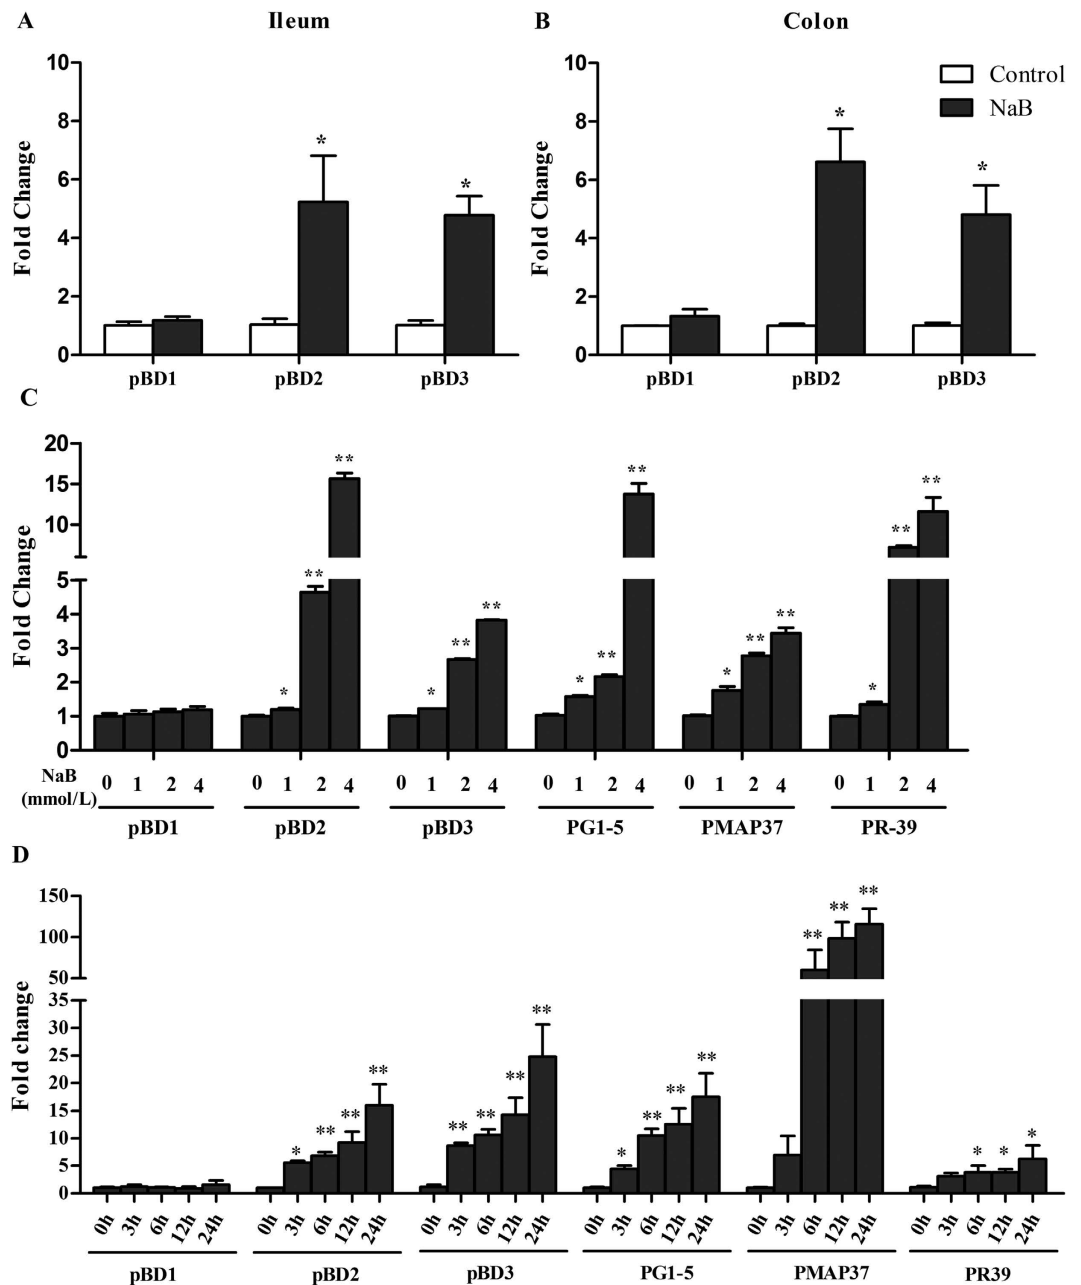 A Ileum B Colon
10 10
Control
8 8
NaB
* *
6 * 6 *
Fold Change Fold Change
4 4
2 2
0 0
pBD1 pBD2 pBD3 pBD1 pBD2 pBD3
C
20
** **
15
**
10
**
Fold Change
5
**
4
** **
3
** **
2
* * * * *
1
0
NaB
(mmol/L)
0 1 2 4 0 1 2 4 0 1 2 4 0 1 2 4 0 1 2 4 0 1 2 4
pBD1 pBD2 pBD3 PG1-5 PMAP37 PR-39
D
150
** ** **
100
50
Fold change
35
30
**
25
**
20
** ** **
15
** ** **
10
** * * * * *
5
0
0h 3h 6h 12h 24h 0h 3h 6h 12h 24h 0h 3h 6h 12h 24h 0h 3h 6h 12h 24h 0h 3h 6h 12h 24h 0h 3h 6h 12h 24h
pBD1 pBD2 pBD3 PG1-5 PMAP37 PR39